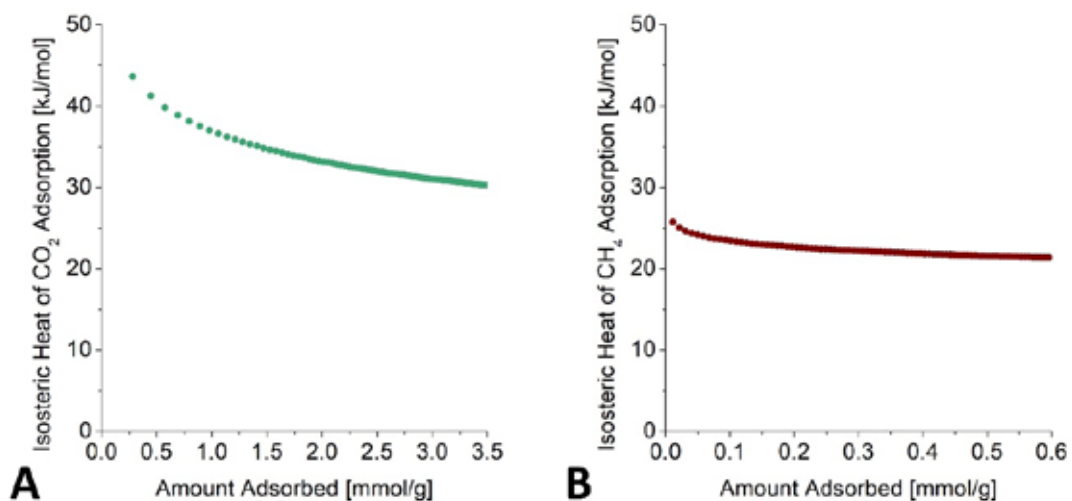 50
40
30
20
10
0
Isosteric Heat of CO2 Adsorption [kJ/mol]
0.0 0.5 1.0 1.5 2.0 2.5 3.0 3.5
Amount Adsorbed [mmol/g]
A
50
40
30
20
10
0
Isosteric Heat of CH4 Adsorption [kJ/mol]
0.0 0.1 0.2 0.3 0.4 0.5 0.6
Amount Adsorbed [mmol/g]
B